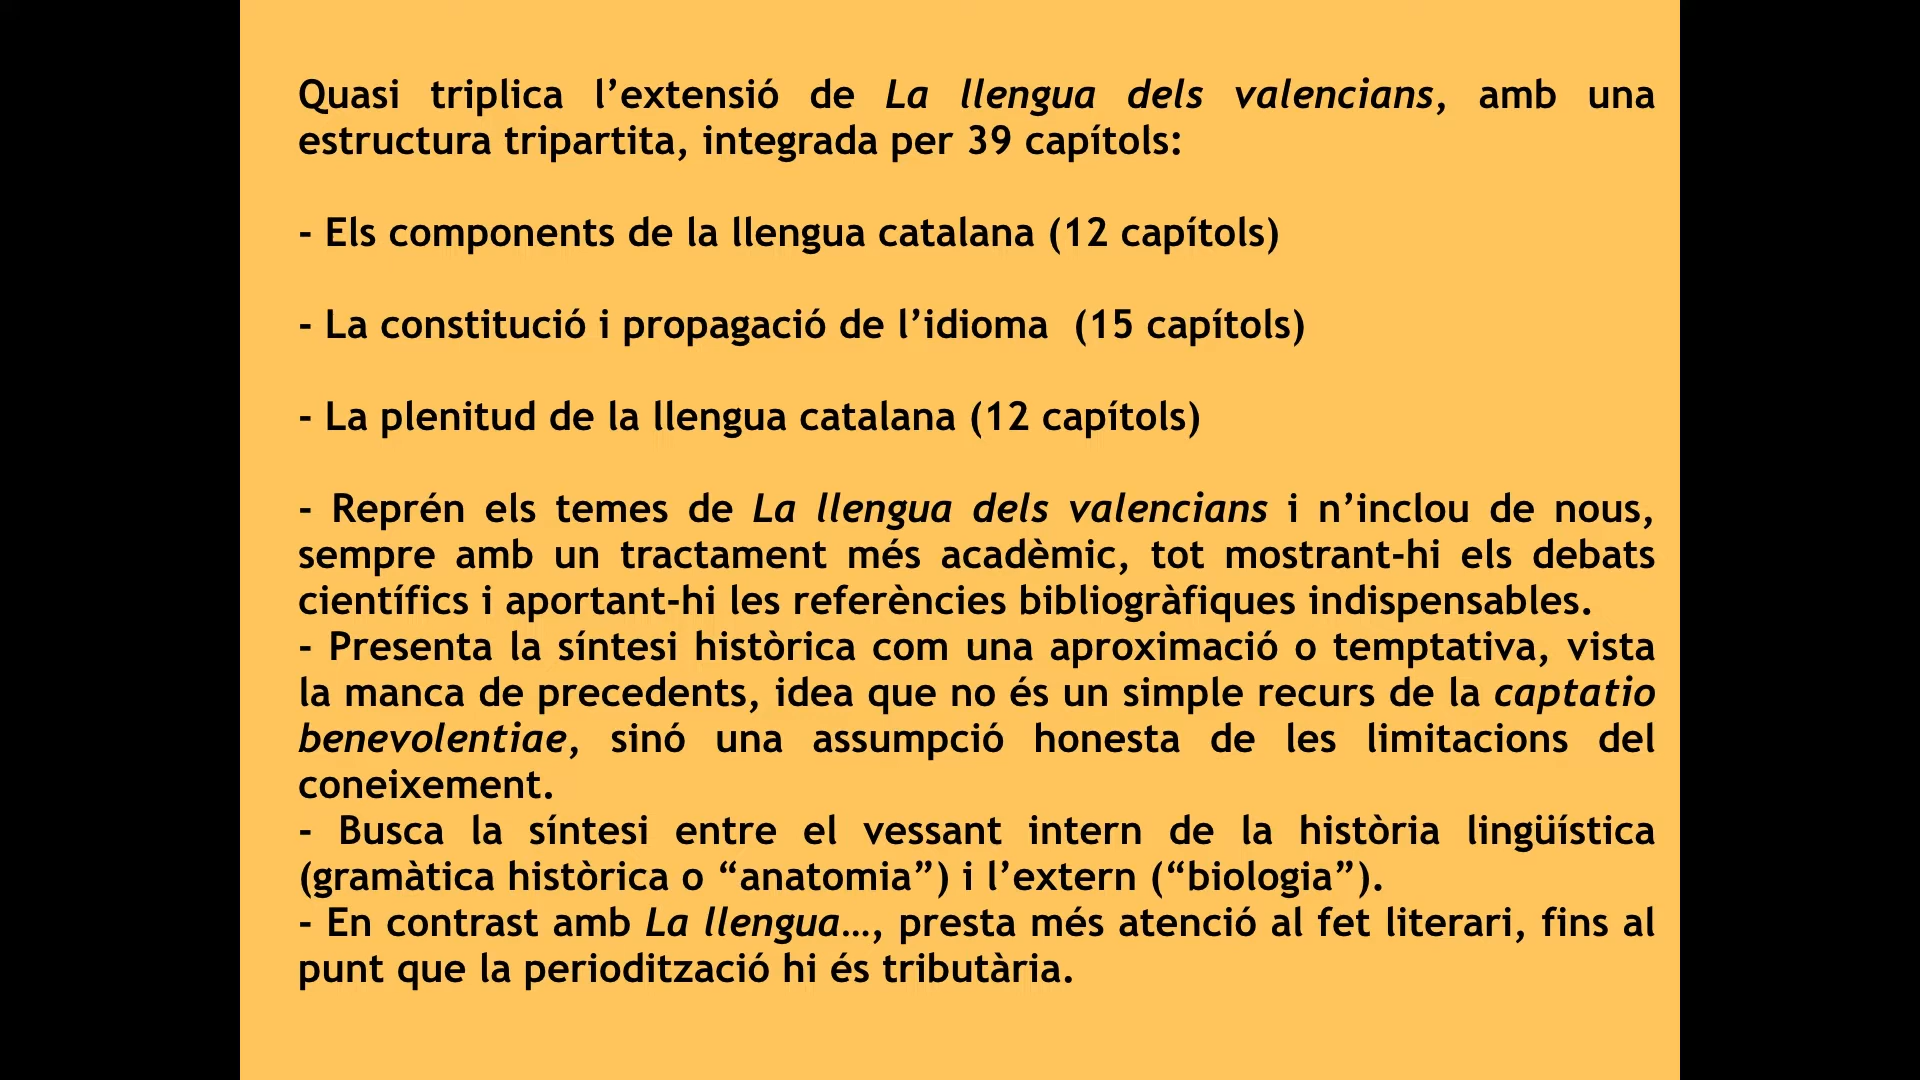 Quasi triplica l’extensió de La llengua dels valencians, amb una
estructura tripartita, integrada per 39 capítols:
- Els components de la llengua catalana (12 capítols)
- La constitució i propagació de l’idioma  (15 capítols)
- La plenitud de la llengua catalana (12 capítols)
- Reprén els temes de La llengua dels valencians i n’inclou de nous,
sempre amb un tractament més acadèmic, tot mostrant-hi els debats
científics i aportant-hi les referències bibliogràfiques indispensables.
- Presenta la síntesi històrica com una aproximació o temptativa, vista
la manca de precedents, idea que no és un simple recurs de la captatio
benevolentiae, sinó una assumpció honesta de les limitacions del
coneixement.
- Busca la síntesi entre el vessant intern de la història lingüística
(gramàtica històrica o “anatomia”) i l’extern (“biologia”).
- En contrast amb La llengua…, presta més atenció al fet literari, fins al
punt que la periodització hi és tributària.